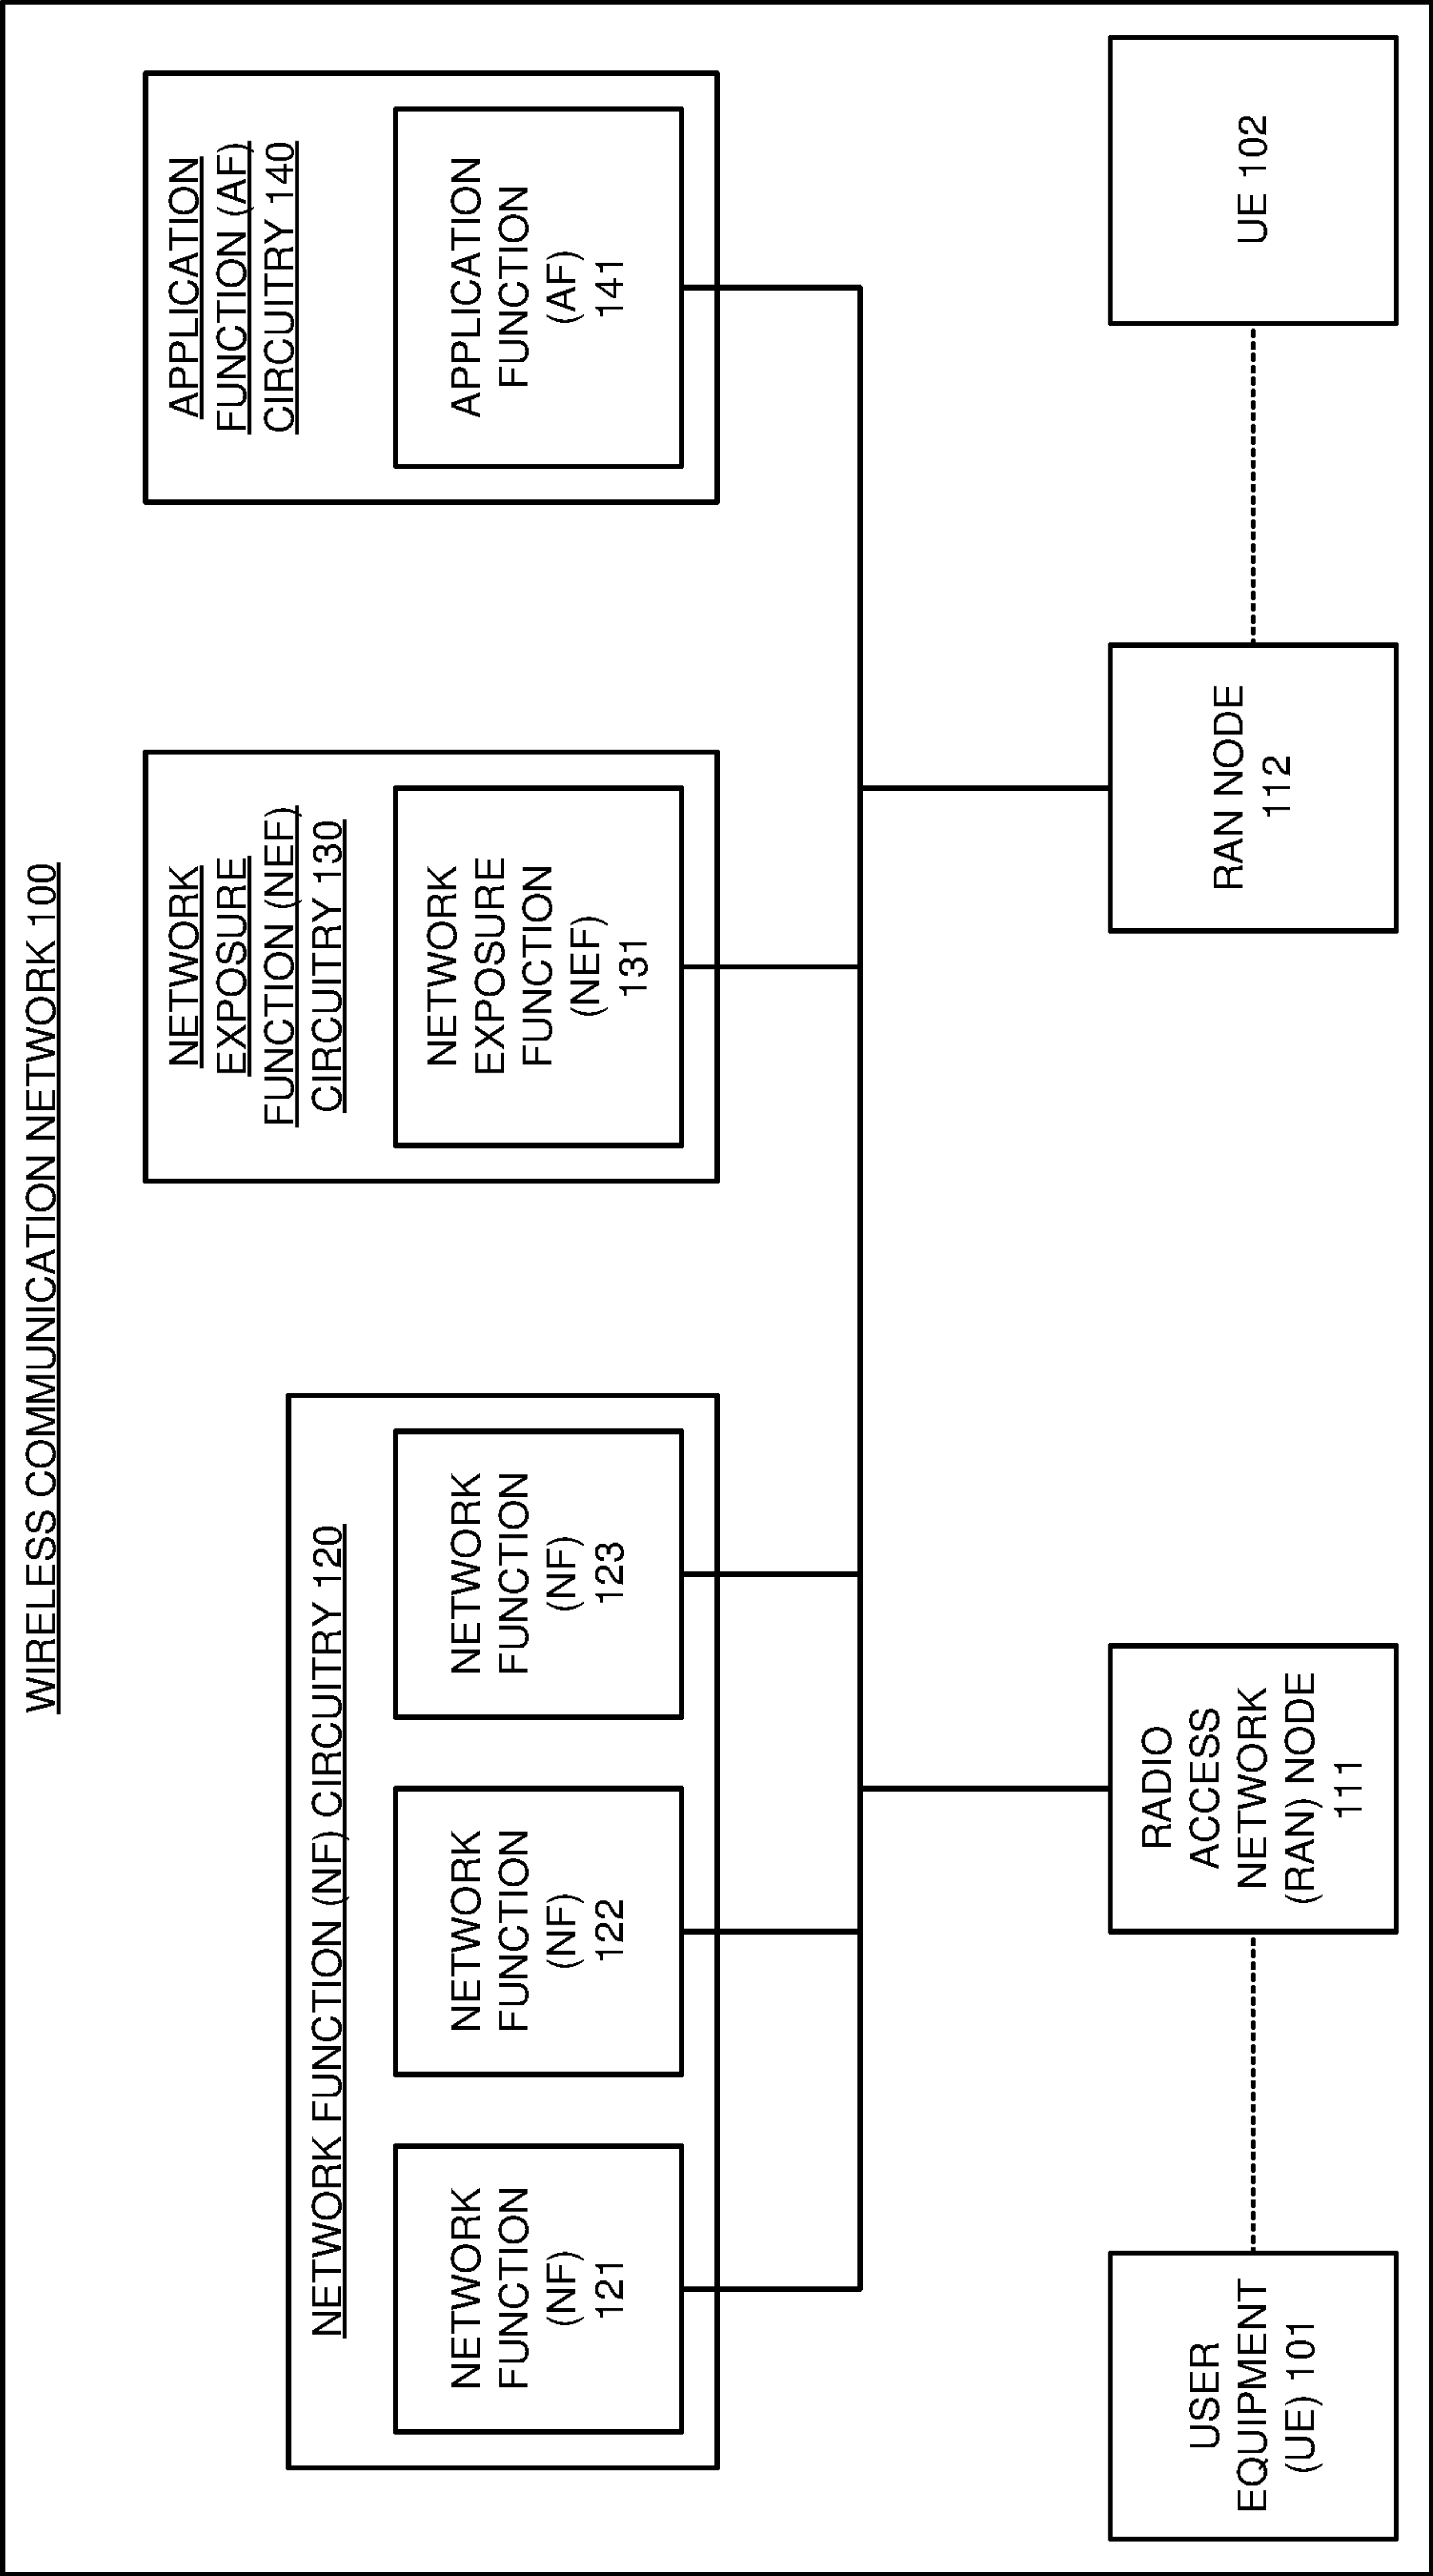 WIRELESS COMMUNICATION NETWORK 100
NETWORK FUNCTION (NF) CIRCUITRY 120
NETWORK
FUNCTION
(NF)
121
NETWORK
FUNCTION
(NF)
122
NETWORK
FUNCTION
(NF)
123
NETWORK
EXPOSURE
FUNCTION (NEF)
CIRCUITRY 130
NETWORK
EXPOSURE
FUNCTION
(NEF)
131
APPLICATION
FUNCTION (AF)
CIRCUITRY 140
APPLICATION
FUNCTION
(AF)
141
USER
EQUIPMENT
(UE) 101
RADIO
ACCESS
NETWORK
(RAN) NODE
111
RAN NODE
112
UE 102